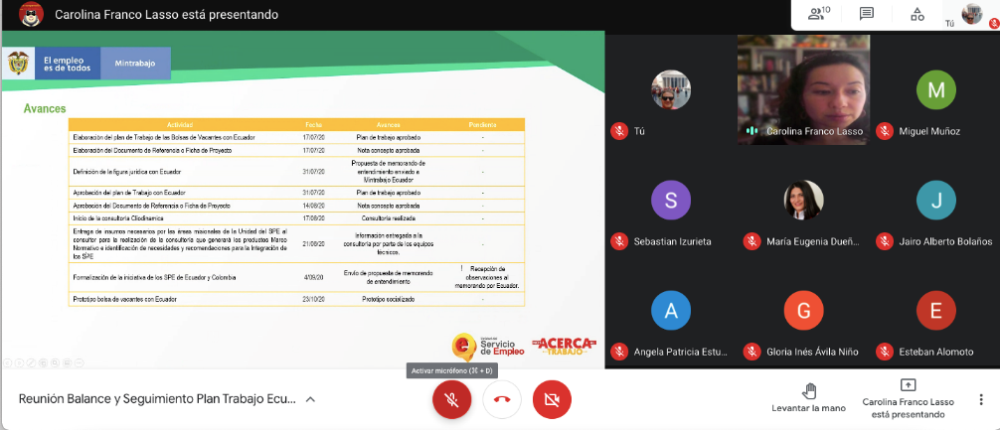 Carolina Franco Lasso está presentando
10
Tú
El empleo
es de todos
Mintrabajo
Avances
Actividad Fecha Avances Pendiente
Elaboración del plan de Trabajo de las Bolsas de Vacantes con Ecuador 17/07/20 Plan de trabajo aprobado -
Elaboración del Documento de Referencia o Ficha de Proyecto 17/07/20 Nota concepto aprobada -
Definición de la figura jurídica con Ecuador 31/07/20 Propuesta de memorando de
entendimiento enviado a
Mintrabajo Ecuador -
Aprobación del plan de Trabajo con Ecuador 31/07/20 Plan de trabajo aprobado -
Aprobación del Documento de Referencia o Ficha de Proyecto 14/08/20 Nota concepto aprobada -
Inicio de la consultoría Cliodinamica 17/08/20 Consultoría realizada -
Entrega de insumos necesarios por las áreas misionales de la Unidad del SPE al
consultor para la realización de la consultoría que generará los productos Marco
Normativo e identificación de necesidades y recomendaciones para la Integración de
los SPE 21/08/20 Información entregada a la
consultoría por parte de los equipos
técnicos. -
Formalización de la iniciativa de los SPE de Ecuador y Colombia 4/09/20 Envío de propuesta de memorando
de entendimiento ! Recepción de
observaciones al
memorando por Ecuador.
Prototipo bolsa de vacantes con Ecuador 23/10/20 Prototipo socializado -
Servicio
de Empleo
ACERCA
TRABAJO
Tú
Carolina Franco Lasso
M
Miguel Muñoz
S
Sebastian Izurieta
María Eugenia Dueñ...
J
Jairo Alberto Bolaños
A
Angela Patricia Estu...
G
Gloria Inés Ávila Niño
E
Esteban Alomoto
Activar micrófono (⌘ + D)
Reunión Balance y Seguimiento Plan Trabajo Ecu...
Levantar la mano
Carolina Franco Lasso
está presentando